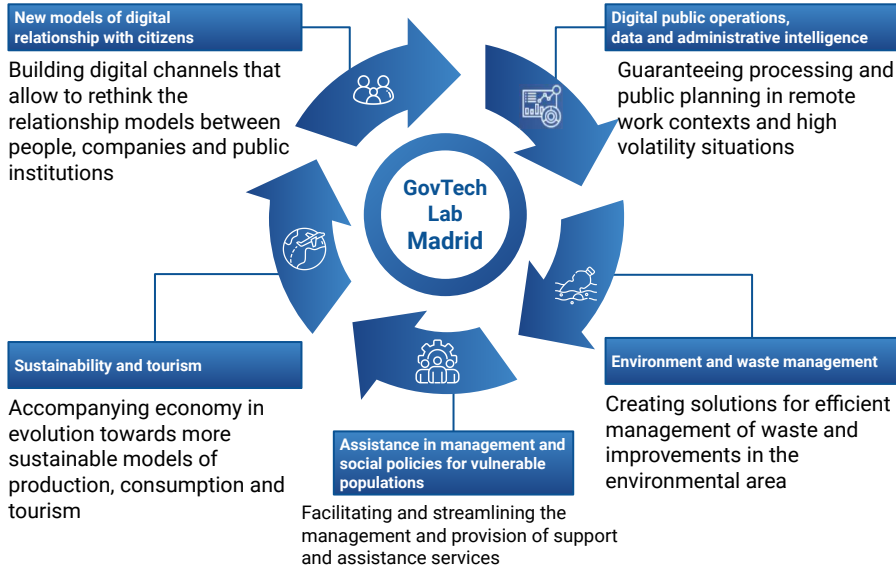 New models of digital
relationship with citizens
Building digital channels that
allow to rethink the
relationship models between
people, companies and public
institutions
Digital public operations,
data and administrative intelligence
Guaranteeing processing and
public planning in remote
work contexts and high
volatility situations
GovTech
Lab
Madrid
Sustainability and tourism
Accompanying economy in
evolution towards more
sustainable models of
production, consumption and
tourism
Assistance in management and
social policies for vulnerable
populations
Facilitating and streamlining the
management and provision of support
and assistance services
Environment and waste management
Creating solutions for efficient
management of waste and
improvements in the
environmental area